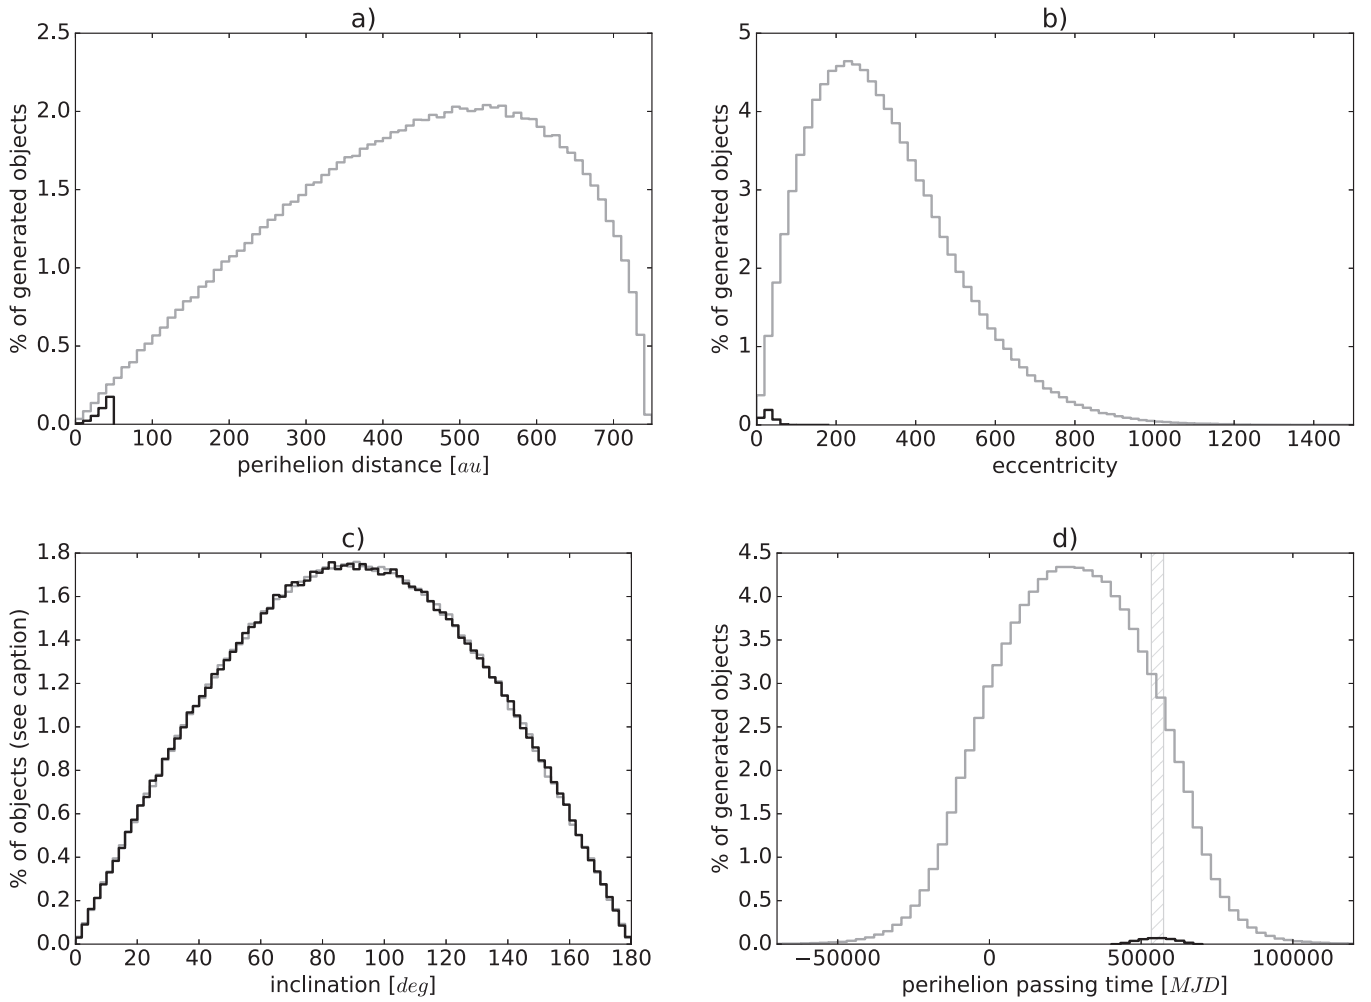 a)
2.5
2.0
1.5
1.0
0.5
0.0
% of generated objects
0 100 200 300 400 500 600 700
perihelion distance [au]
b)
5
4
3
2
1
0
% of generated objects
0 200 400 600 800 1000 1200 1400
eccentricity
c)
1.8
1.6
1.4
1.2
1.0
0.8
0.6
0.4
0.2
0.0
% of objects (see caption)
0 20 40 60 80 100 120 140 160 180
inclination [deg]
d)
4.5
4.0
3.5
3.0
2.5
2.0
1.5
1.0
0.5
0.0
% of generated objects
−50000 0 50000 100000
perihelion passing time [MJD]